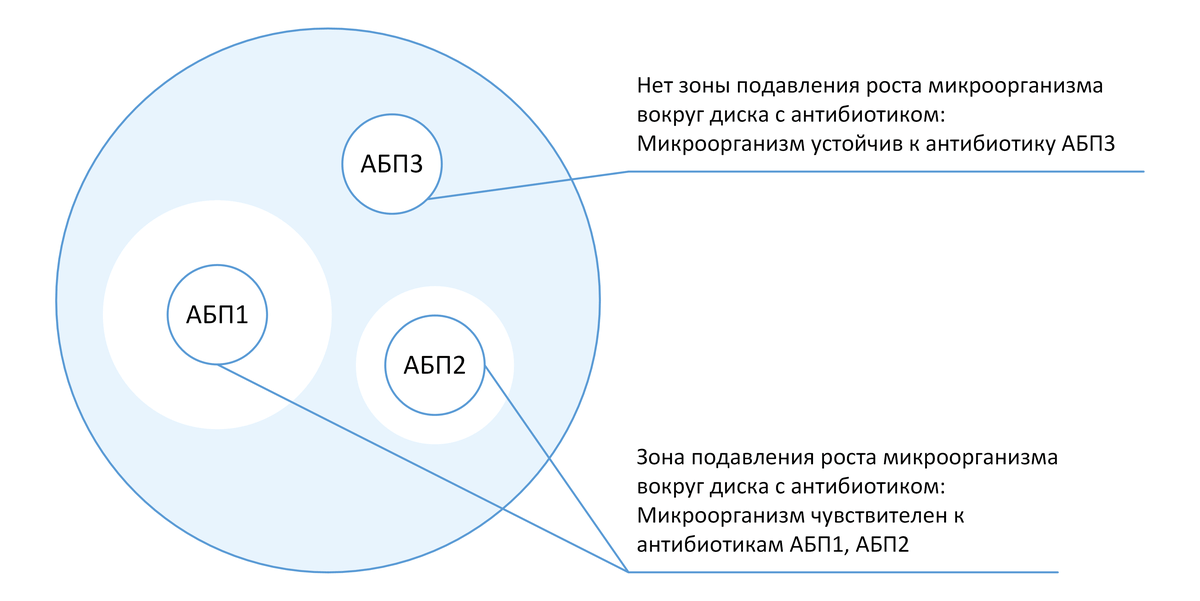 Нет зоны подавления роста микроорганизма
вокруг диска с антибиотиком:
Микроорганизм устойчив к антибиотику АБП3
АБП3
АБП1
АБП2
Зона подавления роста микроорганизма
вокруг диска с антибиотиком:
Микроорганизм чувствителен к
антибиотикам АБП1, АБП2